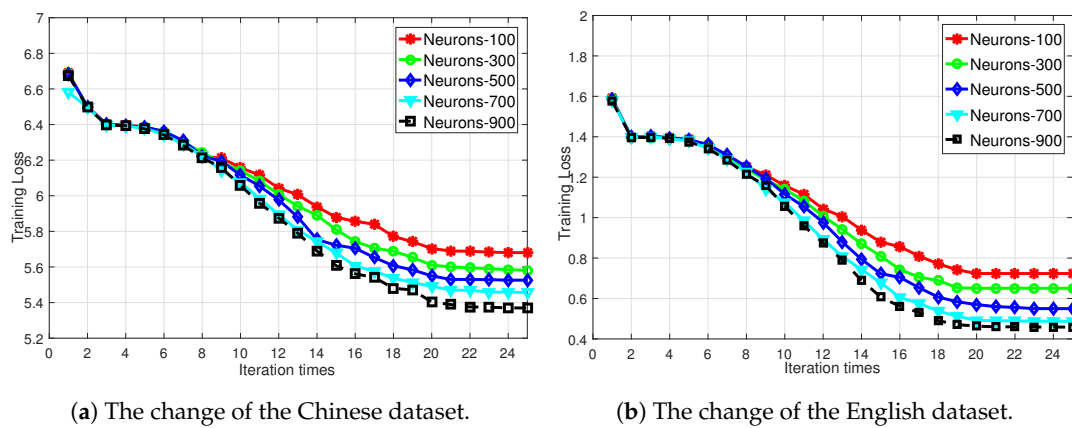 7
6.8
6.6
6.4
6.2
6
5.8
5.6
5.4
5.2
Training Loss
0 2 4 6 8 10 12 14 16 18 20 22 24
Iteration times
Neurons-100
Neurons-300
Neurons-500
Neurons-700
Neurons-900
(a) The change of the Chinese dataset.
2
1.8
1.6
1.4
1.2
1
0.8
0.6
0.4
Training Loss
0 2 4 6 8 10 12 14 16 18 20 22 24
Iteration times
Neurons-100
Neurons-300
Neurons-500
Neurons-700
Neurons-900
(b) The change of the English dataset.